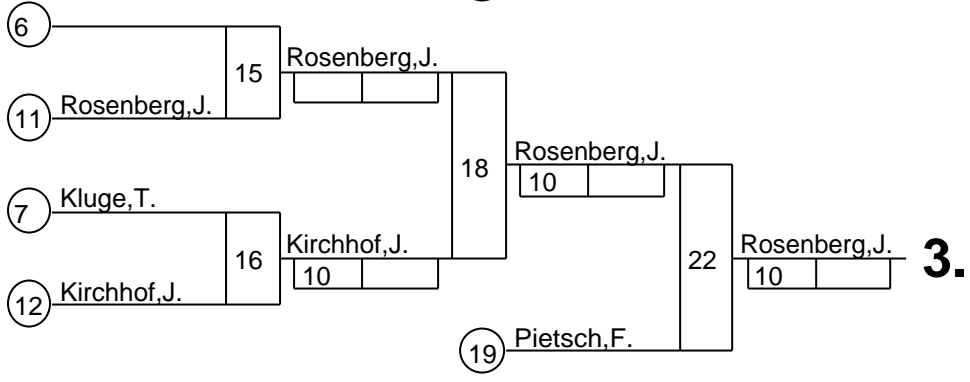 6
15
Rosenberg,J.
11
Rosenberg,J.
18
Rosenberg,J.
10
7
Kluge,T.
16
Kirchhof,J.
10
22
Rosenberg,J.
10
3.
12
Kirchhof,J.
19
Pietsch,F.